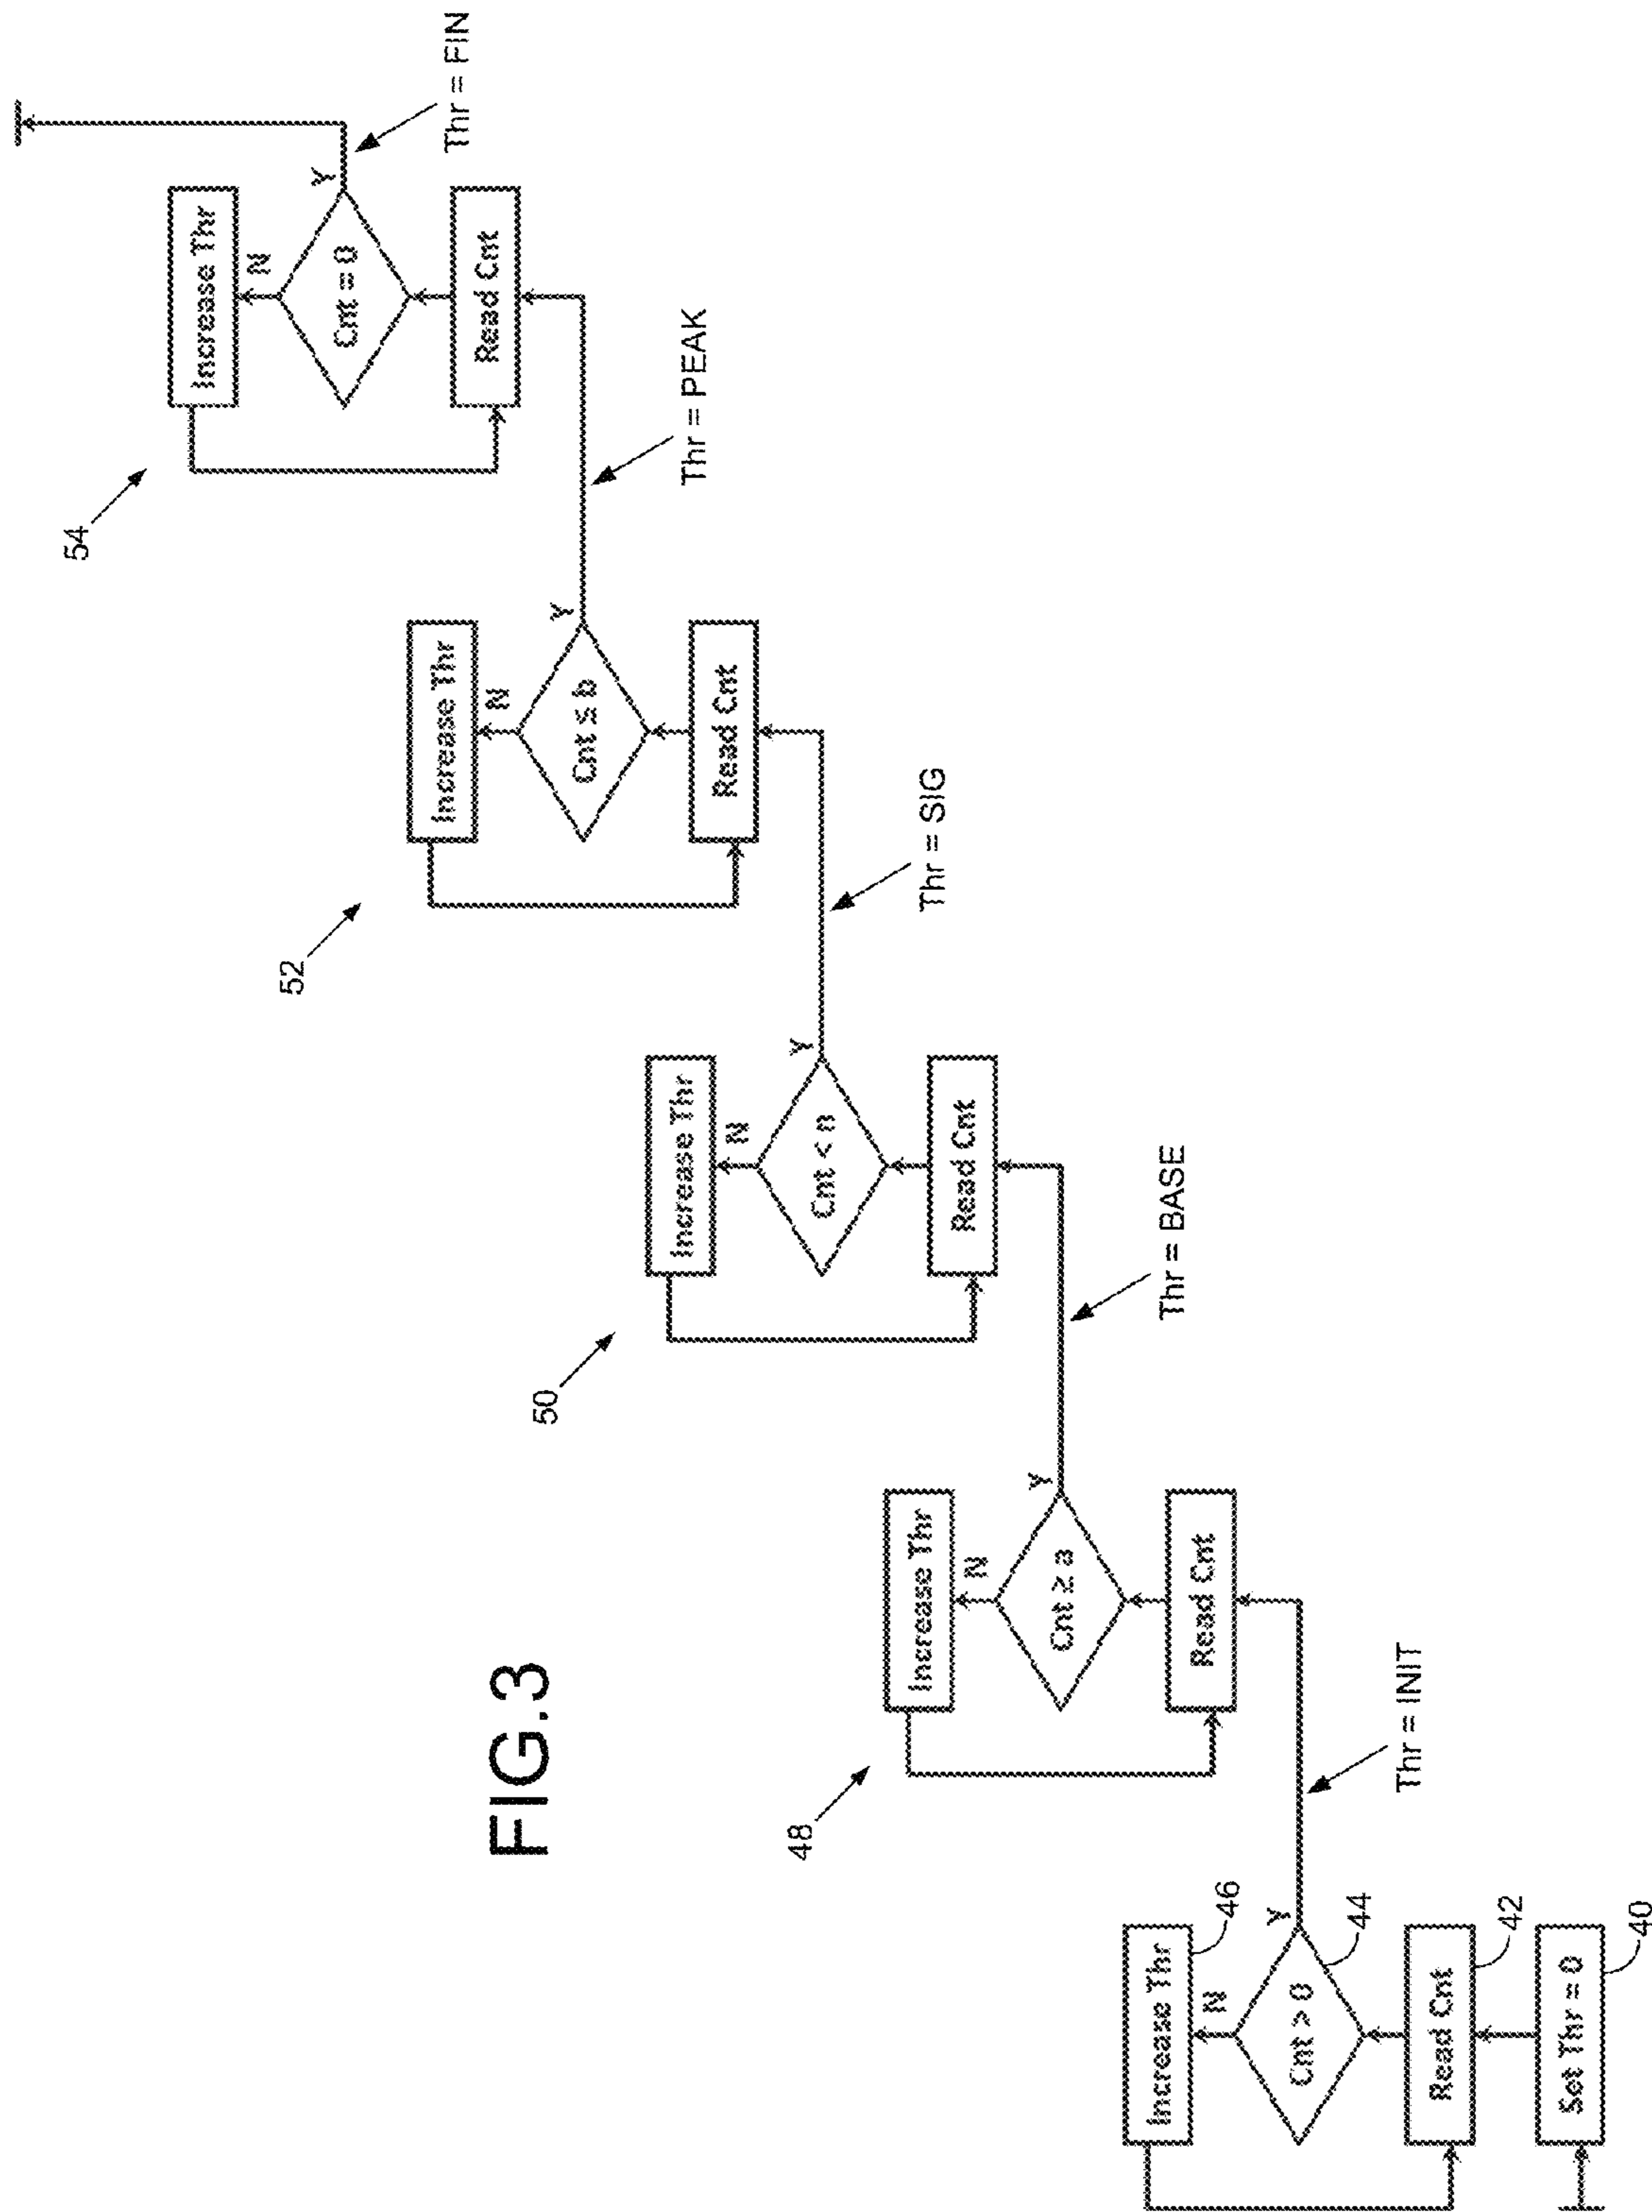 FIG.3
Increase Thr
46
N
Y
Cnt > 0
44
Read Cnt
42
Set Thr = 0
40
Thr = INIT
48
Increase Thr
N
Y
Cnt ≥ a
Read Cnt
Thr = BASE
50
Increase Thr
N
Y
Cnt < n
Read Cnt
Thr = SIG
52
Increase Thr
N
Y
Cnt ≤ b
Read Cnt
Thr = PEAK
54
Increase Thr
N
Y
Cnt = 0
Read Cnt
Thr = FIN